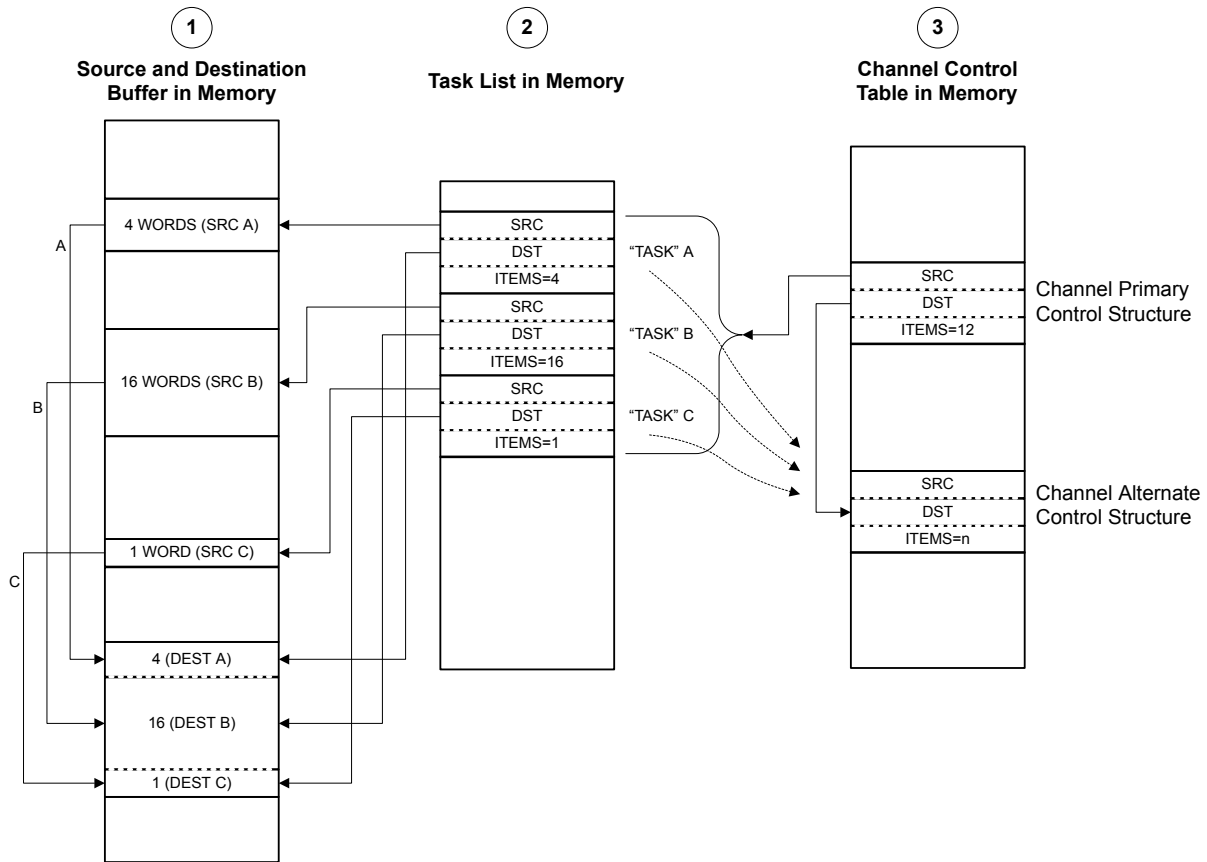 1
Source and Destination
Buffer in Memory
4 WORDS (SRC A)
16 WORDS (SRC B)
1 WORD (SRC C)
4 (DEST A)
16 (DEST B)
1 (DEST C)
A
B
C
2
Task List in Memory
SRC
DST
ITEMS=4
SRC
DST
ITEMS=16
SRC
DST
ITEMS=1
“TASK” A
“TASK” B
“TASK” C
3
Channel Control
Table in Memory
SRC
DST
ITEMS=12
Channel Primary
Control Structure
SRC
DST
ITEMS=n
Channel Alternate
Control Structure